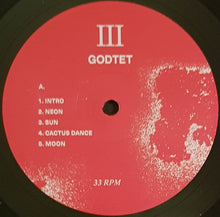 III
GODTET
A.
1. INTRO
2. NEON
3. SUN
4. CACTUS DANCE
5. MOON
33 RPM